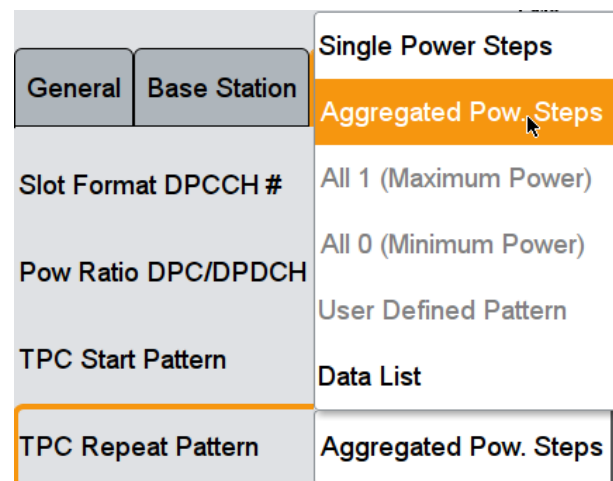 Single Power Steps
General
Base Station
Aggregated Pow. Steps
Slot Format DPCCH #
All 1 (Maximum Power)
All 0 (Minimum Power)
Pow Ratio DPC/DPDCH
User Defined Pattern
TPC Start Pattern
Data List
TPC Repeat Pattern
Aggregated Pow. Steps